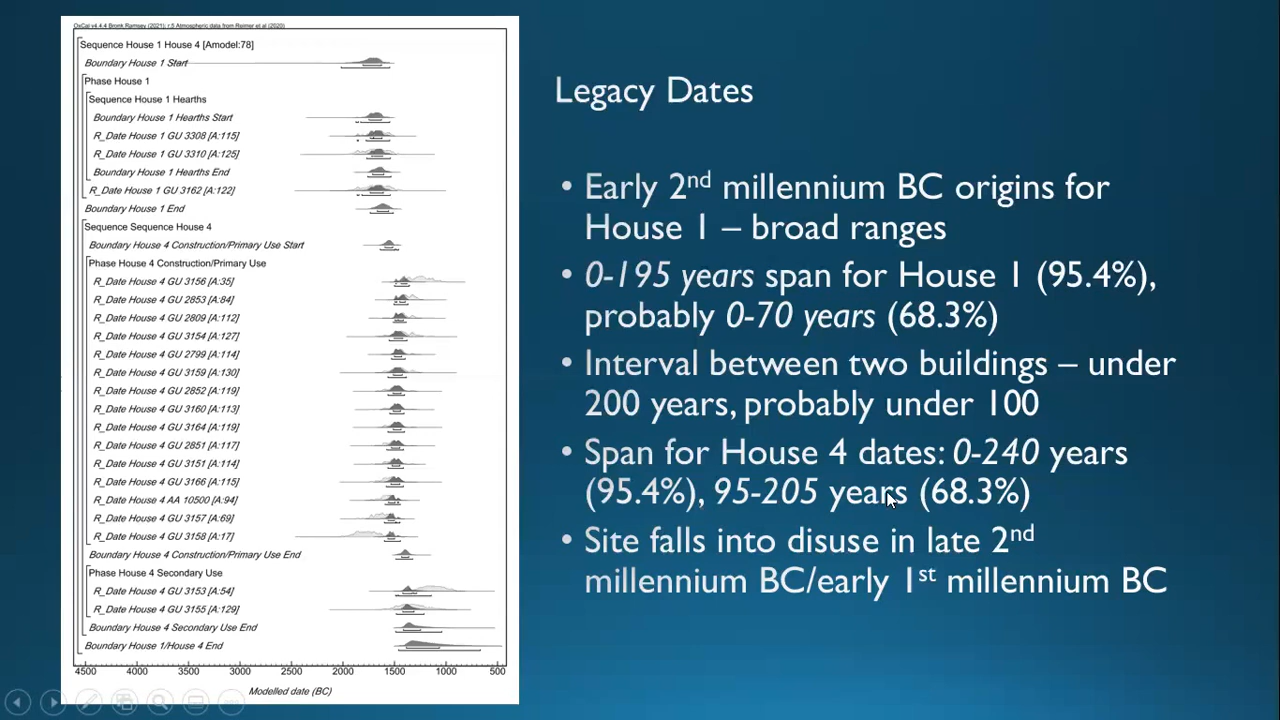 OxCal v4.4.4 Bronk Ramsey (2021); r:5 Atmospheric data from Reimer et al (2020)
Sequence House 1 House 4 [Amodel:78]
Boundary House 1 Start
Phase House 1
Sequence House 1 Hearths
Boundary House 1 Hearths Start
R_Date House 1 GU 3308 [A:115]
R_Date House 1 GU 3310 [A:125]
Boundary House 1 Hearths End
R_Date House 1 GU 3162 [A:122]
Boundary House 1 End
Sequence Sequence House 4
Boundary House 4 Construction/Primary Use Start
Phase House 4 Construction/Primary Use
R_Date House 4 GU 3156 [A:35]
R_Date House 4 GU 2853 [A:84]
R_Date House 4 GU 2809 [A:112]
R_Date House 4 GU 3154 [A:127]
R_Date House 4 GU 2799 [A:114]
R_Date House 4 GU 3159 [A:130]
R_Date House 4 GU 2852 [A:119]
R_Date House 4 GU 3160 [A:113]
R_Date House 4 GU 3164 [A:119]
R_Date House 4 GU 2851 [A:117]
R_Date House 4 GU 3151 [A:114]
R_Date House 4 GU 3166 [A:115]
R_Date House 4 AA 10500 [A:94]
R_Date House 4 GU 3157 [A:69]
R_Date House 4 GU 3158 [A:17]
Boundary House 4 Construction/Primary Use End
Phase House 4 Secondary Use
R_Date House 4 GU 3153 [A:54]
R_Date House 4 GU 3155 [A:129]
Boundary House 4 Secondary Use End
Boundary House 1/House 4 End
4500 4000 3500 3000 2500 2000 1500 1000 500
Modelled date (BC)
Legacy Dates
• Early 2nd millennium BC origins for
House 1 – broad ranges
• 0-195 years span for House 1 (95.4%),
probably 0-70 years (68.3%)
• Interval between two buildings – under
200 years, probably under 100
• Span for House 4 dates: 0-240 years
(95.4%), 95-205 years (68.3%)
• Site falls into disuse in late 2nd
millennium BC/early 1st millennium BC